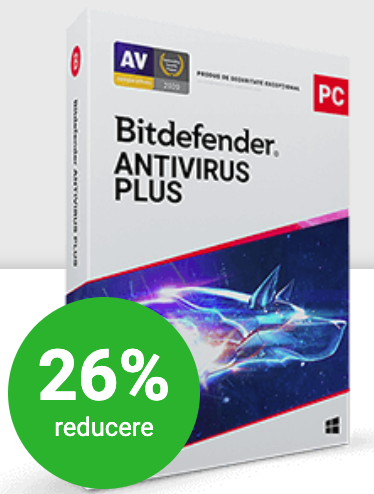 AV
comparatives
2020
PRODUS DE SECURITATE EXCEPȚIONAL
PC
Bitdefender®
ANTIVIRUS
PLUS
Bitdefender ANTIVIRUS PLUS
26%
reducere